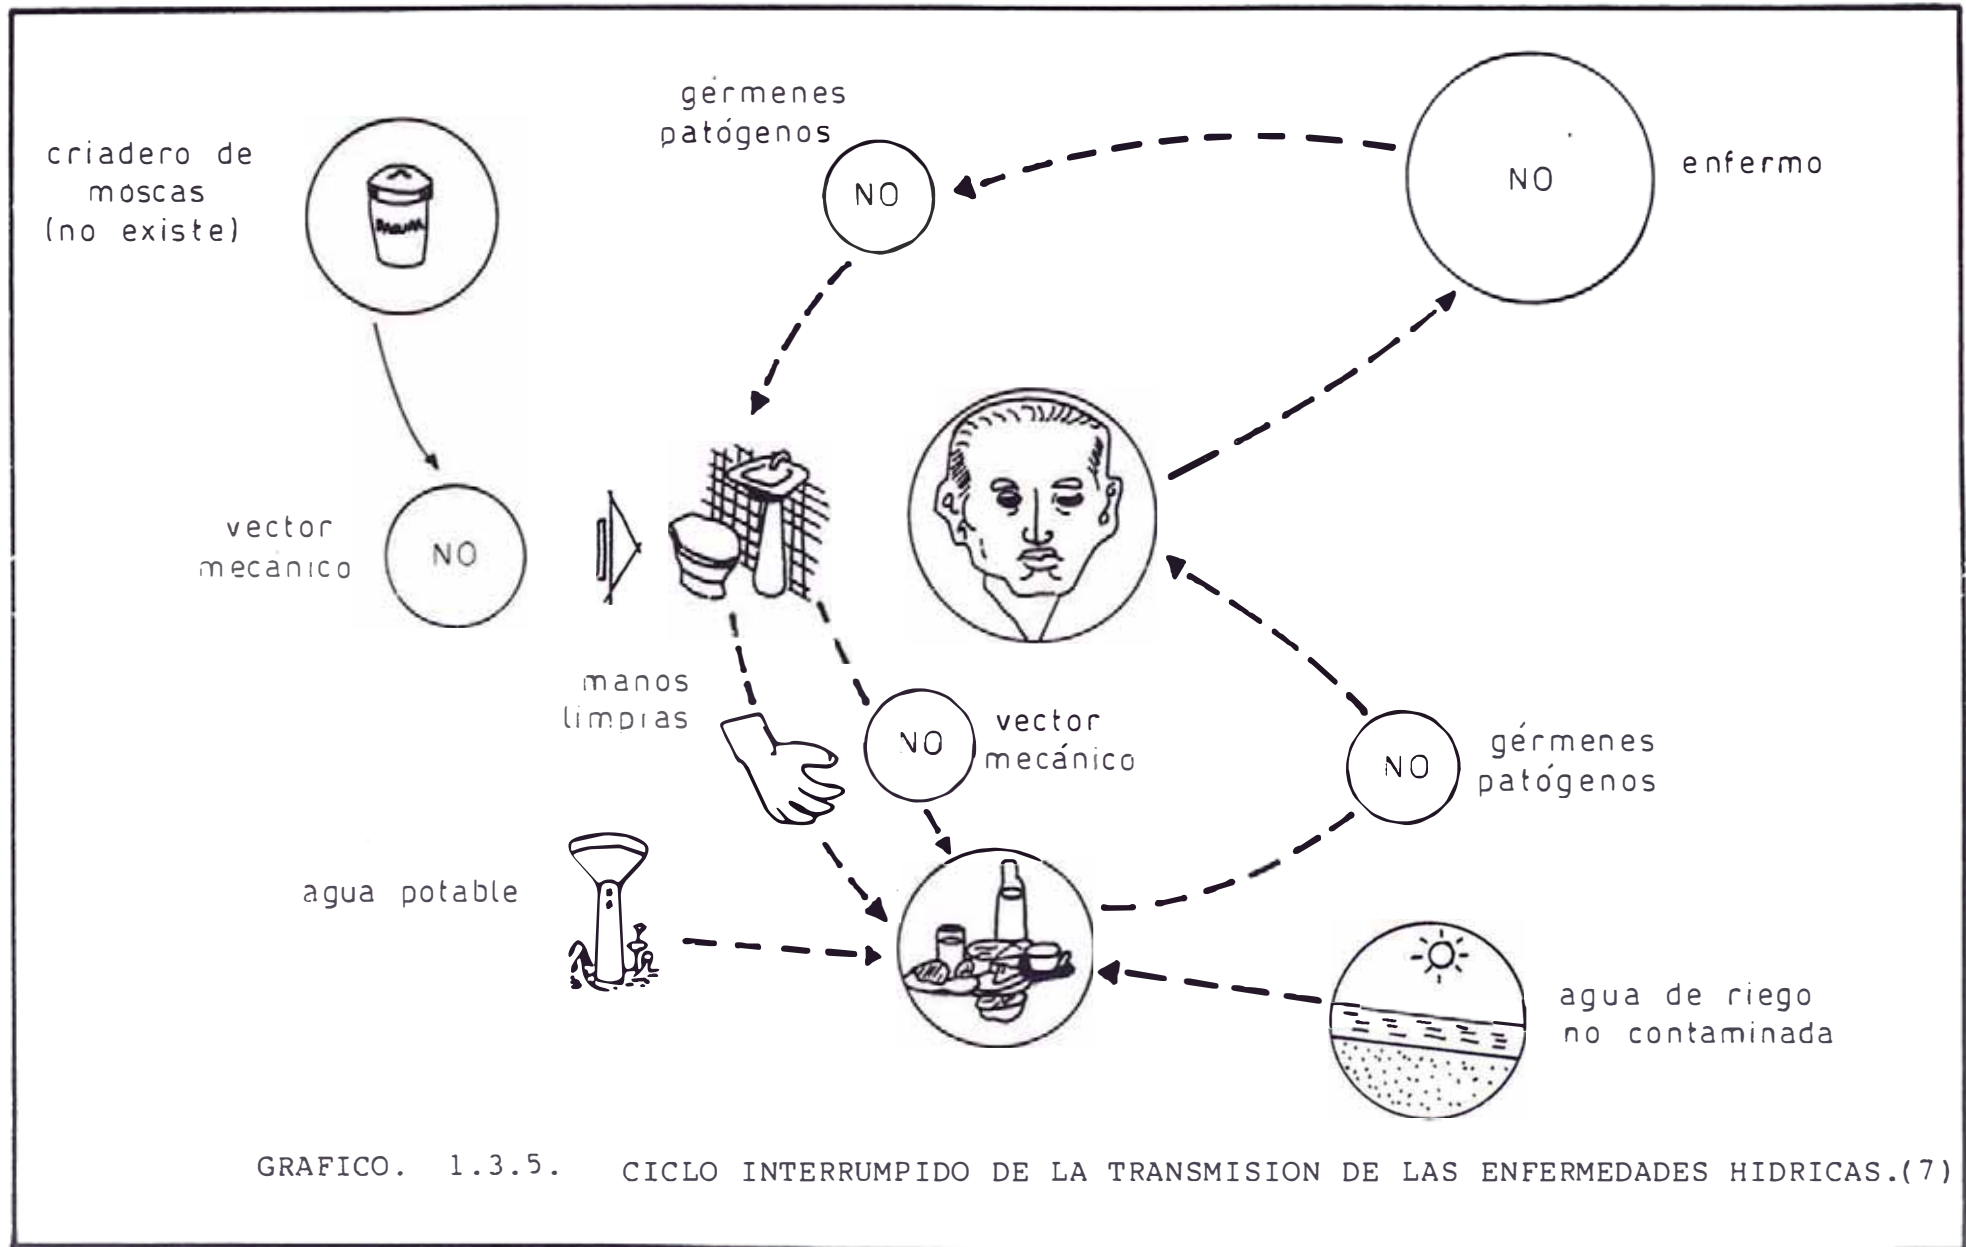 gérmenes
patógenos
NO
NO
enfermo
criadero de
moscas
(no existe)
BASURA
vector
mecánico
NO
manos
limpias
NO
vector
mecánico
NO
gérmenes
patógenos
agua potable
agua de riego
no contaminada
GRAFICO. 1.3.5. CICLO INTERRUMPIDO DE LA TRANSMISION DE LAS ENFERMEDADES HIDRICAS.(7)